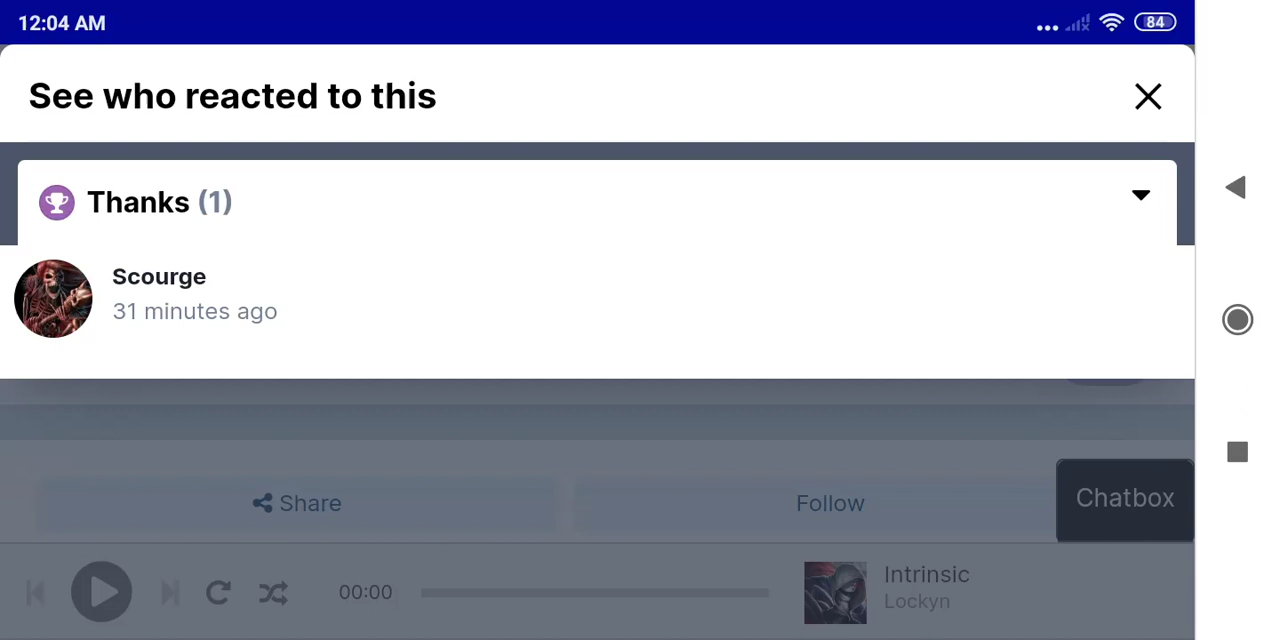 12:04 AM
84
See who reacted to this
Thanks (1)
Scourge
31 minutes ago
Share
Follow
Chatbox
00:00
Intrinsic
Lockyn